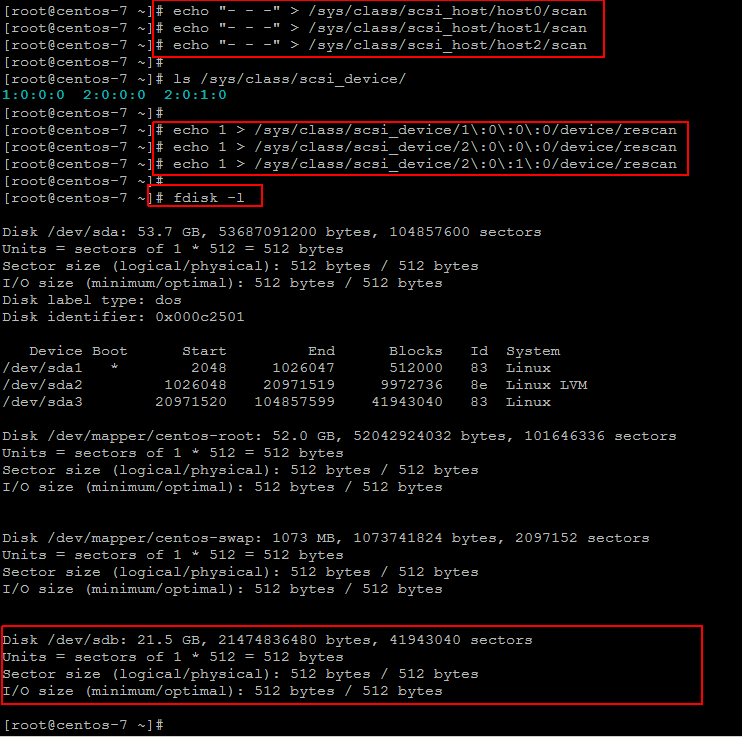 [root@centos-7 ~]# echo "- - -" > /sys/class/scsi_host/host0/scan
[root@centos-7 ~]# echo "- - -" > /sys/class/scsi_host/host1/scan
[root@centos-7 ~]# echo "- - -" > /sys/class/scsi_host/host2/scan
[root@centos-7 ~]#
[root@centos-7 ~]# ls /sys/class/scsi_device/
1:0:0:0  2:0:0:0  2:0:1:0
[root@centos-7 ~]#
[root@centos-7 ~]# echo 1 > /sys/class/scsi_device/1\:0\:0\:0/device/rescan
[root@centos-7 ~]# echo 1 > /sys/class/scsi_device/2\:0\:0\:0/device/rescan
[root@centos-7 ~]# echo 1 > /sys/class/scsi_device/2\:0\:1\:0/device/rescan
[root@centos-7 ~]#
[root@centos-7 ~]# fdisk -l
Disk /dev/sda: 53.7 GB, 53687091200 bytes, 104857600 sectors
Units = sectors of 1 * 512 = 512 bytes
Sector size (logical/physical): 512 bytes / 512 bytes
I/O size (minimum/optimal): 512 bytes / 512 bytes
Disk label type: dos
Disk identifier: 0x000c2501
   Device Boot      Start         End      Blocks   Id  System
/dev/sda1   *        2048     1026047      512000   83  Linux
/dev/sda2         1026048    20971519     9972736   8e  Linux LVM
/dev/sda3        20971520   104857599    41943040   83  Linux
Disk /dev/mapper/centos-root: 52.0 GB, 52042924032 bytes, 101646336 sectors
Units = sectors of 1 * 512 = 512 bytes
Sector size (logical/physical): 512 bytes / 512 bytes
I/O size (minimum/optimal): 512 bytes / 512 bytes
Disk /dev/mapper/centos-swap: 1073 MB, 1073741824 bytes, 2097152 sectors
Units = sectors of 1 * 512 = 512 bytes
Sector size (logical/physical): 512 bytes / 512 bytes
I/O size (minimum/optimal): 512 bytes / 512 bytes
Disk /dev/sdb: 21.5 GB, 21474836480 bytes, 41943040 sectors
Units = sectors of 1 * 512 = 512 bytes
Sector size (logical/physical): 512 bytes / 512 bytes
I/O size (minimum/optimal): 512 bytes / 512 bytes
[root@centos-7 ~]#